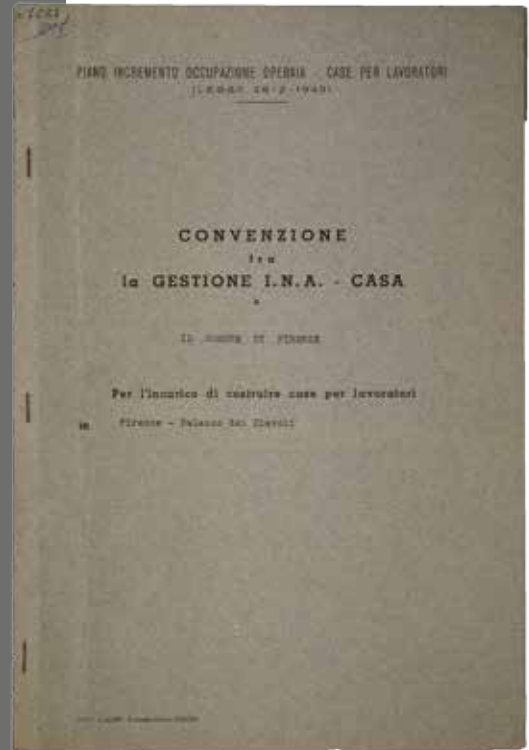 PIANO INCREMENTO OCCUPAZIONE OPERAIA - CASE PER LAVORATORI
(LEGGE 28-2-1949)
CONVENZIONE
tra
la GESTIONE I.N.A. - CASA
e
IL COMUNE DI FIRENZE
Per l'incarico di costruire case per lavoratori
in Firenze - Palazzo dei Diavoli